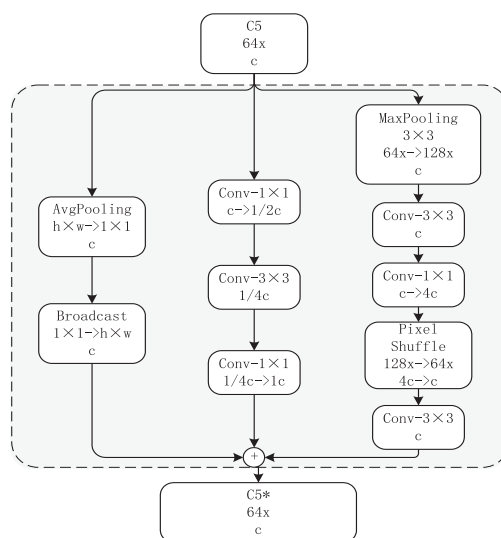 C5
64x
c
AvgPooling
h×w->1×1
c
Broadcast
1×1->h×w
c
Conv-1×1
c->1/2c
Conv-3×3
1/4c
Conv-1×1
1/4c->1c
MaxPooling
3×3
64x->128x
c
Conv-3×3
c
Conv-1×1
c->4c
Pixel
Shuffle
128x->64x
4c->c
Conv-3×3
c
+
C5*
64x
c